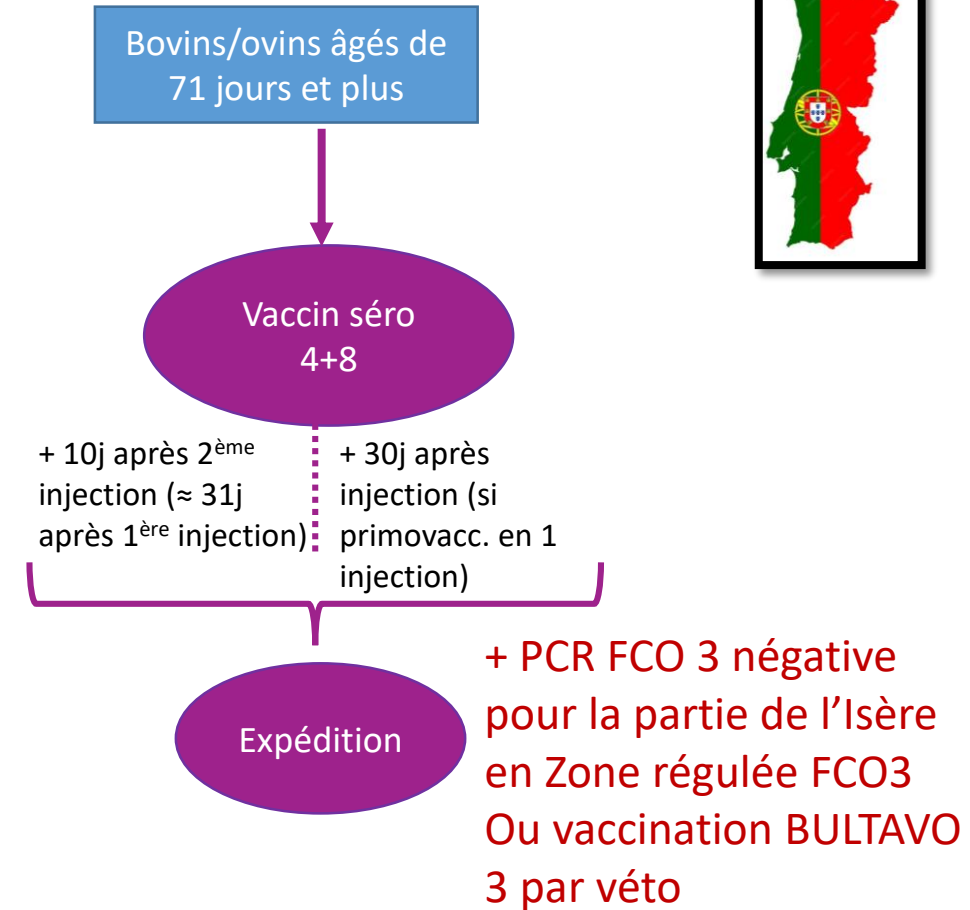 Bovins/ovins âgés de
71 jours et plus
Vaccin séro
4+8
+ 10j après 2ème
injection (≈ 31j
après 1ère injection)
+ 30j après
injection (si
primovacc. en 1
injection)
Expédition
+ PCR FCO 3 négative
pour la partie de l’Isère
en Zone régulée FCO3
Ou vaccination BULTAVO
3 par véto